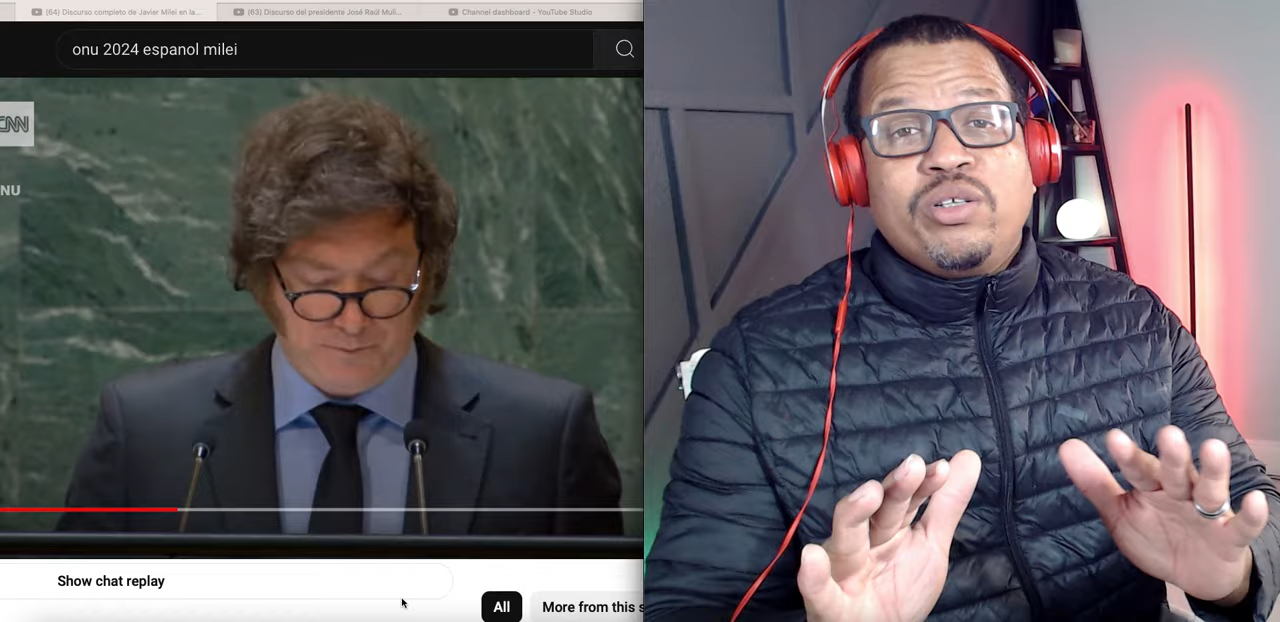 (64) Discurso completo de Javier Milei en la...
(63) Discurso del presidente José Raúl Muli...
Channel dashboard - YouTube Studio
onu 2024 espanol milei
CNN
NU
Show chat replay
All
More from this s